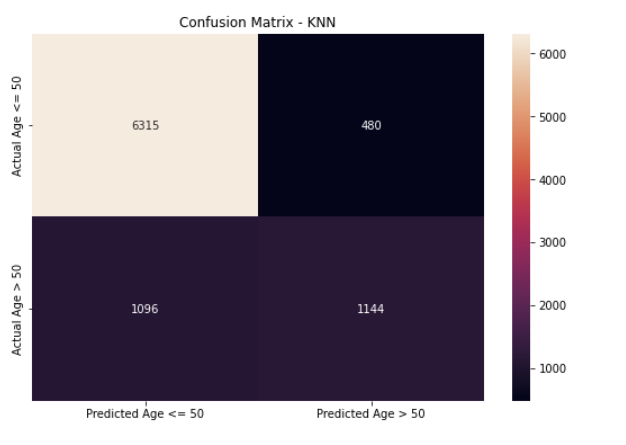 Confusion Matrix - KNN
Actual Age <= 50
6315
480
Actual Age > 50
1096
1144
Predicted Age <= 50
Predicted Age > 50
6000
5000
4000
3000
2000
1000